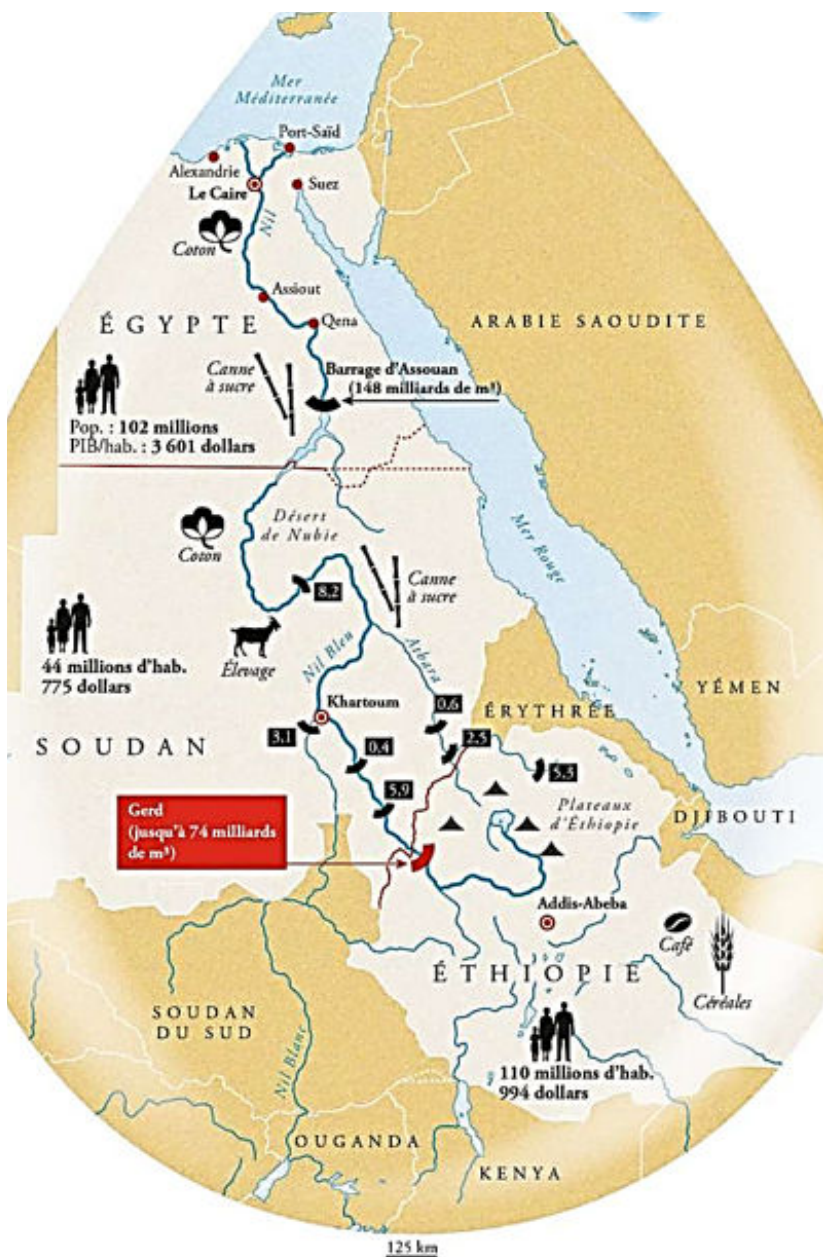 Mer
Méditerranée
Port-Saïd
Alexandrie
Le Caire
Suez
Nil
Coton
Assiout
ÉGYPTE
Qena
ARABIE SAOUDITE
Canne
à sucre
Barrage d'Assouan
(148 milliards de m³)
Pop. : 102 millions
PIB/hab. : 3 601 dollars
Désert
de Nubie
Coton
Mer Rouge
Canne
à sucre
8,2
44 millions d'hab.
775 dollars
Élevage
Nil Bleu
Atbara
YÉMEN
Khartoum
0,6
ÉRYTHRÉE
SOUDAN
3,1
2,5
0,4
5,3
5,9
Plateaux
d'Éthiopie
DJIBOUTI
Gerd
(jusqu'à 74 milliards
de m³)
Addis-Abeba
Café
ÉTHIOPIE
Céréales
SOUDAN
DU SUD
Nil Blanc
110 millions d'hab.
994 dollars
OUGANDA
KENYA
125 km